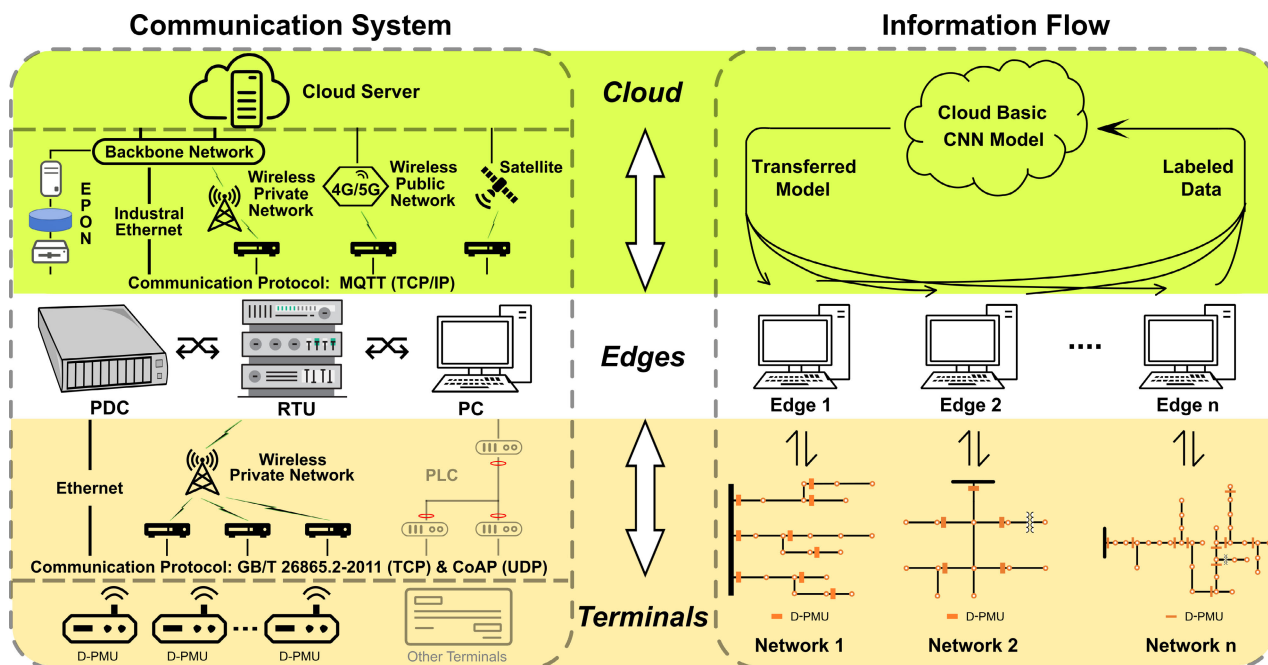 Communication System
Information Flow
Cloud Server
Backbone Network
EPON
Industral
Ethernet
Wireless
Private
Network
4G/5G
Wireless
Public
Network
Satellite
Communication Protocol: MQTT (TCP/IP)
Cloud
Cloud Basic
CNN Model
Transferred
Model
Labeled
Data
PDC
RTU
PC
Edges
Edge 1
Edge 2
....
Edge n
Ethernet
Wireless
Private Network
PLC
Communication Protocol: GB/T 26865.2-2011 (TCP) & CoAP (UDP)
D-PMU
D-PMU
D-PMU
Other Terminals
Terminals
D-PMU
D-PMU
D-PMU
Network 1
Network 2
Network n